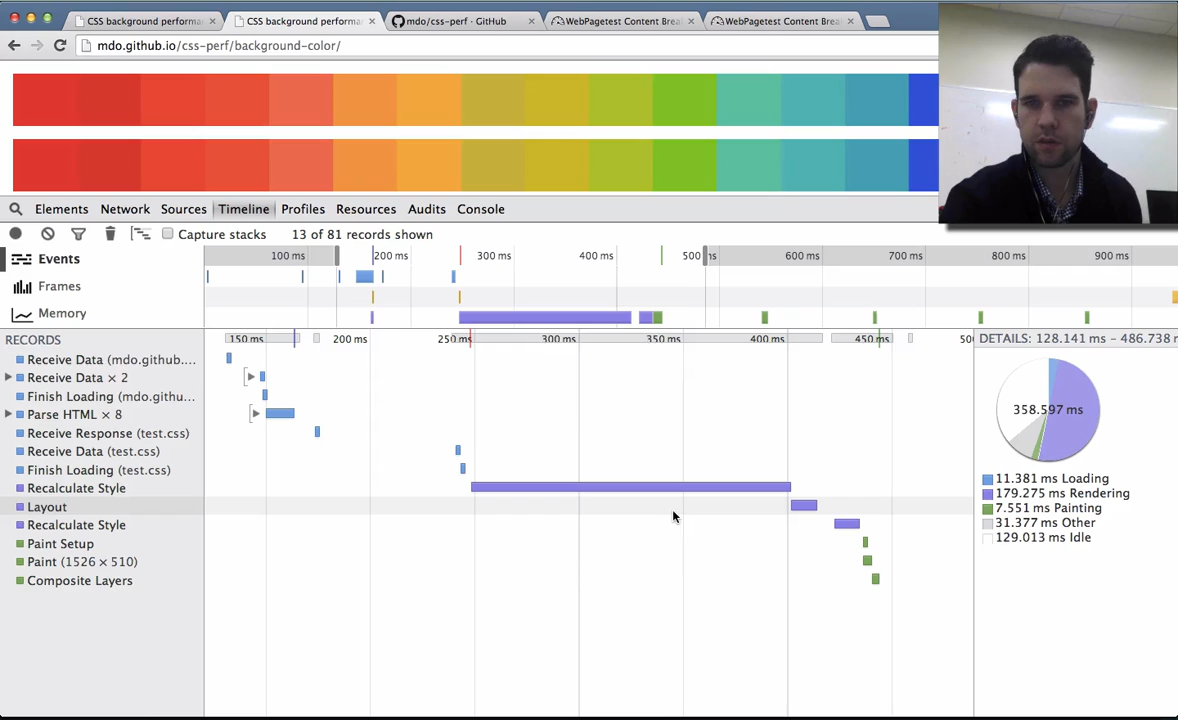 CSS background performa
CSS background performa
mdo/css-perf · GitHub
WebPagetest Content Brea
WebPagetest Content Brea
mdo.github.io/css-perf/background-color/
Elements Network Sources Timeline Profiles Resources Audits Console
Capture stacks 13 of 81 records shown
Events
Frames
Memory
100 ms 200 ms 300 ms 400 ms 500 ms 600 ms 700 ms 800 ms 900 ms
RECORDS
150 ms 200 ms 250 ms 300 ms 350 ms 400 ms 450 ms 500
Receive Data (mdo.github....
Receive Data × 2
Finish Loading (mdo.githu...
Parse HTML × 8
Receive Response (test.css)
Receive Data (test.css)
Finish Loading (test.css)
Recalculate Style
Layout
Recalculate Style
Paint Setup
Paint (1526 × 510)
Composite Layers
DETAILS: 128.141 ms – 486.738 m
358.597 ms
11.381 ms Loading
179.275 ms Rendering
7.551 ms Painting
31.377 ms Other
129.013 ms Idle